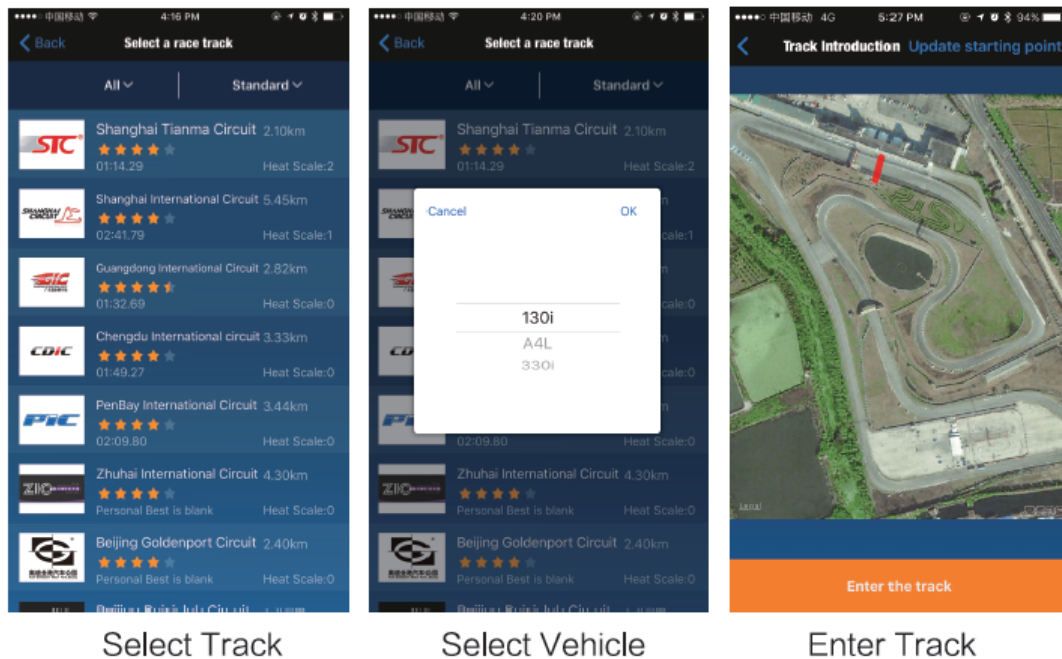 中国移动 4:16 PM
Back Select a race track
All Standard
STC Shanghai Tianma Circuit 2.10km
01:14.29 Heat Scale:2
SHANGHAI CIRCUIT Shanghai International Circuit 5.45km
02:41.79 Heat Scale:1
GIC Guangdong International Circuit 2.82km
01:32.69 Heat Scale:0
CDIC Chengdu International circuit 3.33km
01:49.27 Heat Scale:0
PIC PenBay International Circuit 3.44km
02:09.80 Heat Scale:0
ZIC Zhuhai International Circuit 4.30km
Personal Best is blank Heat Scale:0
Beijing Goldenport Circuit 2.40km
Personal Best is blank Heat Scale:0
Select Track
中国移动 4:20 PM
Back Select a race track
All Standard
STC Shanghai Tianma Circuit 2.10km
01:14.29 Heat Scale:2
Cancel OK
130i
A4L
330i
02:09.80 Heat Scale:0
Zhuhai International Circuit 4.30km
Personal Best is blank Heat Scale:0
Beijing Goldenport Circuit 2.40km
Personal Best is blank Heat Scale:0
Select Vehicle
中国移动 4G 5:27 PM 94%
Track Introduction Update starting point
Enter the track
Enter Track